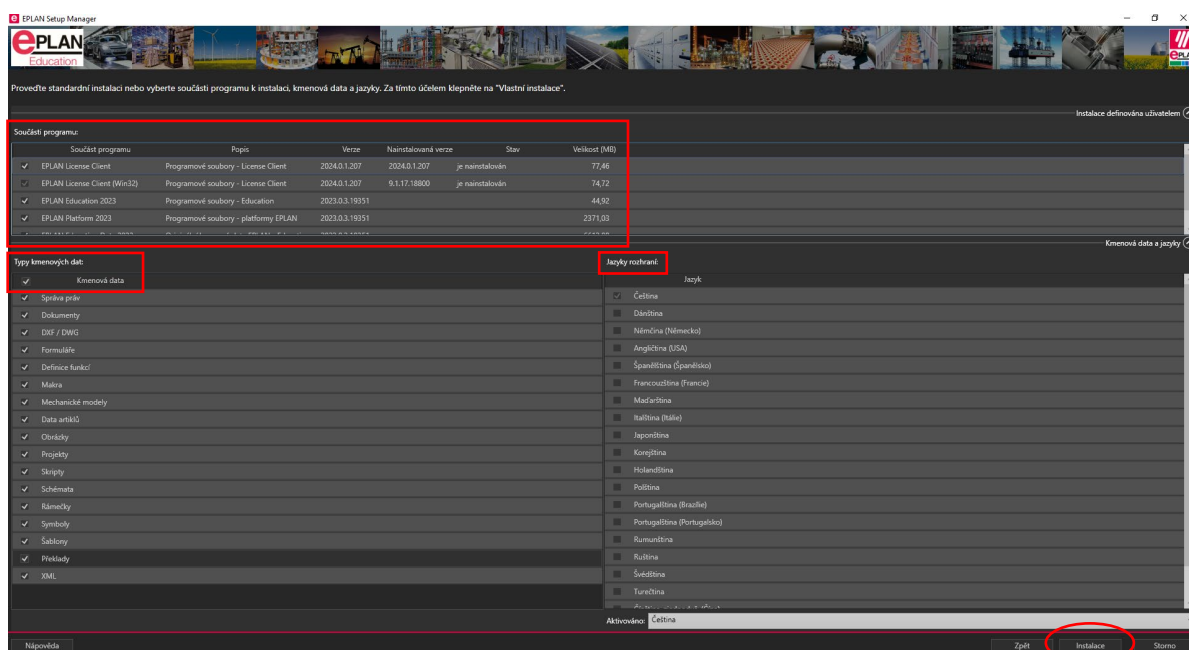 EPLAN Setup Manager
ePLAN
Education
Proveďte standardní instalaci nebo vyberte součásti programu k instalaci, kmenová data a jazyky. Za tímto účelem klepněte na "Vlastní instalace".
Instalace definována uživatelem
Součásti programu:
Součást programu Popis Verze Nainstalovaná verze Stav Velikost (MB)
EPLAN License Client Programové soubory - License Client 2024.0.1.207 2024.0.1.207 je nainstalován 77,46
EPLAN License Client (Win32) Programové soubory - License Client 2024.0.1.207 9.1.17.18800 je nainstalován 74,72
EPLAN Education 2023 Programové soubory - Education 2023.0.3.19351 44,92
EPLAN Platform 2023 Programové soubory - platformy EPLAN 2023.0.3.19351 2371,03
Kmenová data a jazyky
Typy kmenových dat:
Kmenová data
Správa práv
Dokumenty
DXF / DWG
Formuláře
Definice funkcí
Makra
Mechanické modely
Data artiklů
Obrázky
Projekty
Skripty
Schémata
Rámečky
Symboly
Šablony
Překlady
XML
Jazyky rozhraní:
Jazyk
Čeština
Dánština
Němčina (Německo)
Angličtina (USA)
Španělština (Španělsko)
Francouzština (Francie)
Maďarština
Italština (Itálie)
Japonština
Korejština
Holandština
Polština
Portugalština (Brazílie)
Portugalština (Portugalsko)
Rumunština
Ruština
Švédština
Turečtina
Aktivováno: Čeština
Nápověda Zpět Instalace Storno